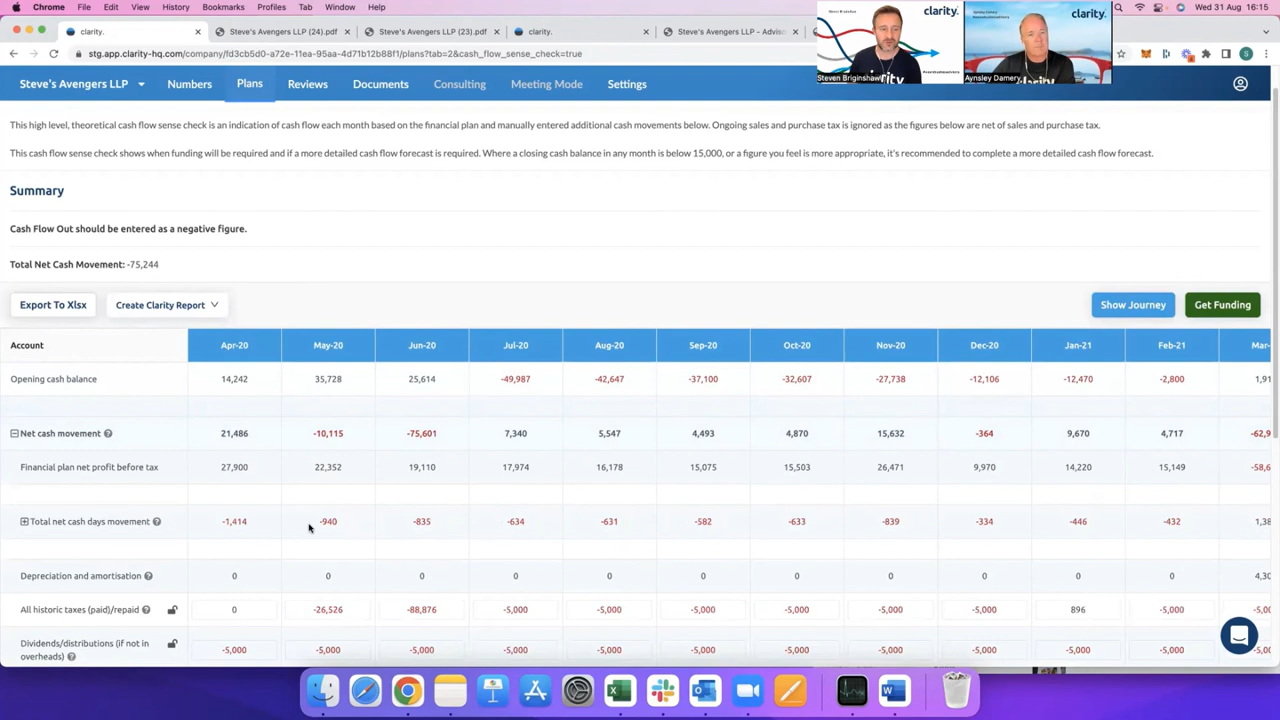 Chrome File Edit View History Bookmarks Profiles Tab Window Help Wed 31 Aug 16:15
clarity. Steve's Avengers LLP (24).pdf Steve's Avengers LLP (23).pdf clarity. Steve's Avengers LLP - Advis
stg.app.clarity-hq.com/company/fd3cb5d0-a72e-11ea-95aa-4d71b12b88f1/plans?tab=2&cash_flow_sense_check=true
clarity.
Steven Briginshaw
clarity.
Aynsley Damery
Steve's Avengers LLP Numbers Plans Reviews Documents Consulting Meeting Mode Settings
This high level, theoretical cash flow sense check is an indication of cash flow each month based on the financial plan and manually entered additional cash movements below. Ongoing sales and purchase tax is ignored as the figures below are net of sales and purchase tax.
This cash flow sense check shows when funding will be required and if a more detailed cash flow forecast is required. Where a closing cash balance in any month is below 15,000, or a figure you feel is more appropriate, it's recommended to complete a more detailed cash flow forecast.
Summary
Cash Flow Out should be entered as a negative figure.
Total Net Cash Movement: -75,244
Export To Xlsx Create Clarity Report Show Journey Get Funding
Account Apr-20 May-20 Jun-20 Jul-20 Aug-20 Sep-20 Oct-20 Nov-20 Dec-20 Jan-21 Feb-21 Mar-
Opening cash balance 14,242 35,728 25,614 -49,987 -42,647 -37,100 -32,607 -27,738 -12,106 -12,470 -2,800 1,91
Net cash movement 21,486 -10,115 -75,601 7,340 5,547 4,493 4,870 15,632 -364 9,670 4,717 -62,9
Financial plan net profit before tax 27,900 22,352 19,110 17,974 16,178 15,075 15,503 26,471 9,970 14,220 15,149 -58,6
Total net cash days movement -1,414 -940 -835 -634 -631 -582 -633 -839 -334 -446 -432 1,38
Depreciation and amortisation 0 0 0 0 0 0 0 0 0 0 0 4,30
All historic taxes (paid)/repaid 0 -26,526 -88,876 -5,000 -5,000 -5,000 -5,000 -5,000 -5,000 896 -5,000 -5,0
Dividends/distributions (if not in
overheads) -5,000 -5,000 -5,000 -5,000 -5,000 -5,000 -5,000 -5,000 -5,000 -5,000 -5,000 -5,0